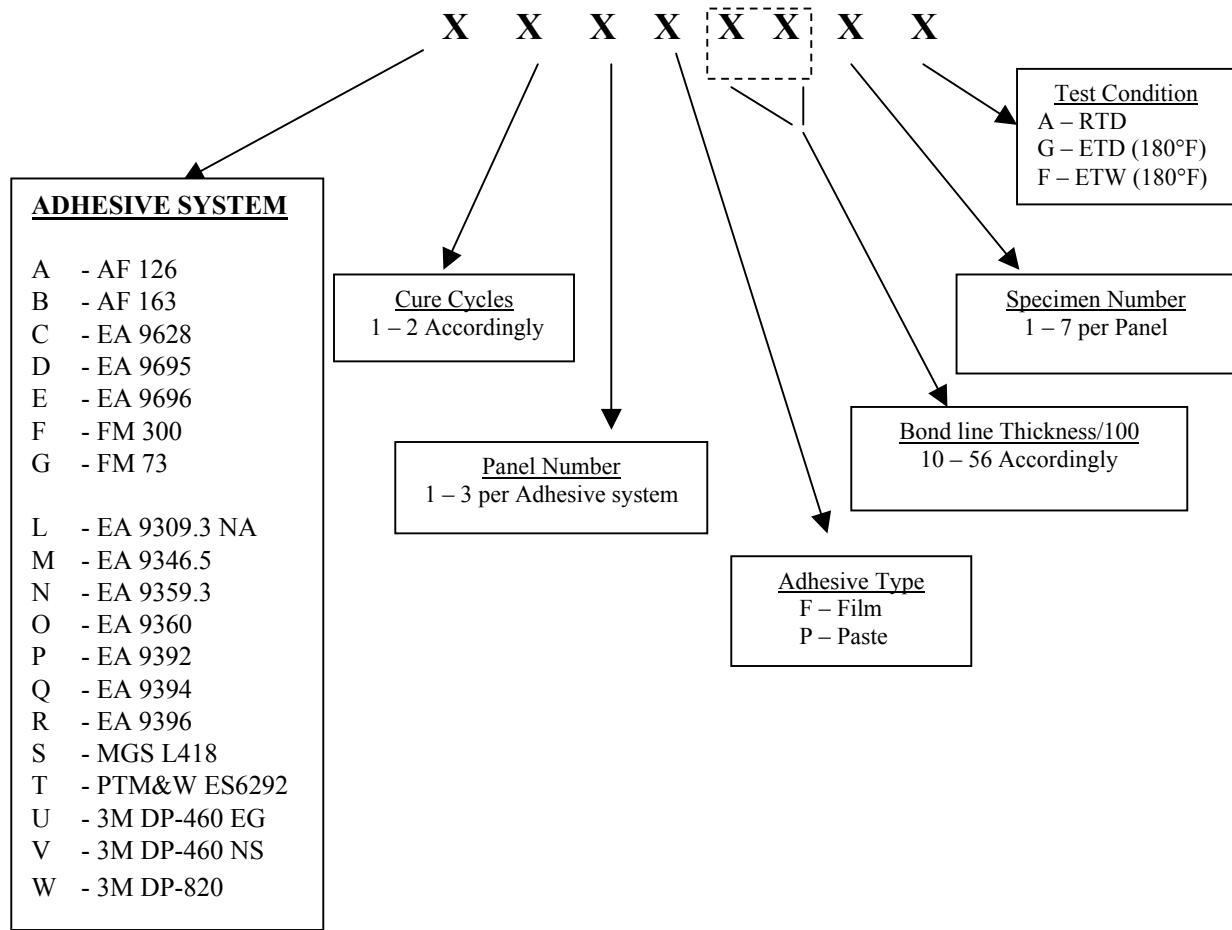 X X X X X X X X
Test Condition
A – RTD
G – ETD (180°F)
F – ETW (180°F)
ADHESIVE SYSTEM
A - AF 126
B - AF 163
C - EA 9628
D - EA 9695
E - EA 9696
F - FM 300
G - FM 73
L - EA 9309.3 NA
M - EA 9346.5
N - EA 9359.3
O - EA 9360
P - EA 9392
Q - EA 9394
R - EA 9396
S - MGS L418
T - PTM&W ES6292
U - 3M DP-460 EG
V - 3M DP-460 NS
W - 3M DP-820
Cure Cycles
1 – 2 Accordingly
Panel Number
1 – 3 per Adhesive system
Adhesive Type
F – Film
P – Paste
Bond line Thickness/100
10 – 56 Accordingly
Specimen Number
1 – 7 per Panel